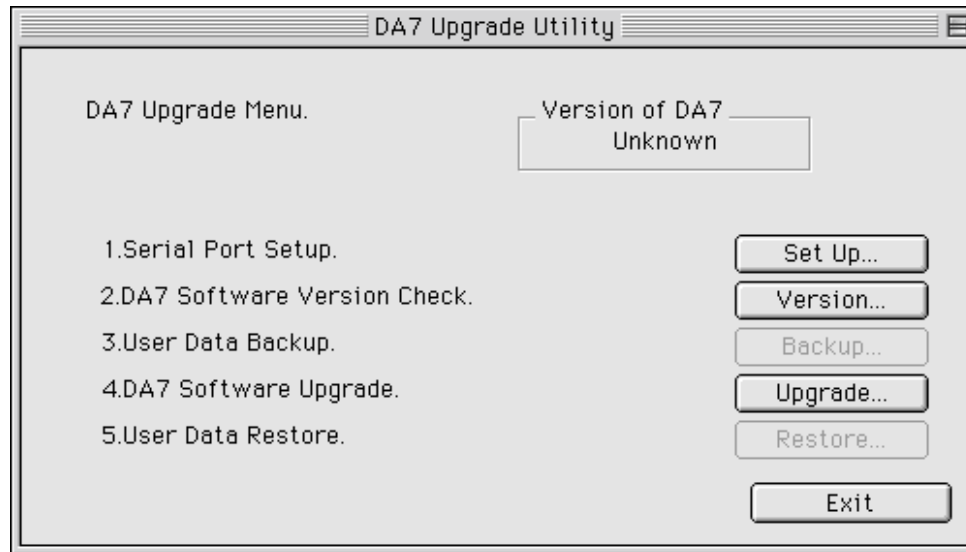 DA7 Upgrade Utility
DA7 Upgrade Menu.
Version of DA7
Unknown
1.Serial Port Setup.
Set Up...
2.DA7 Software Version Check.
Version...
3.User Data Backup.
Backup...
4.DA7 Software Upgrade.
Upgrade...
5.User Data Restore.
Restore...
Exit